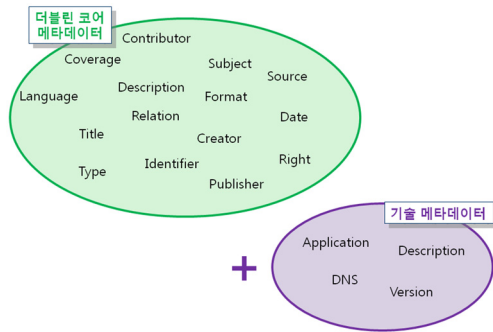 더블린 코어
메타데이터
Contributor
Coverage
Subject
Source
Language
Description
Format
Relation
Date
Title
Creator
Type
Identifier
Right
Publisher
기술 메타데이터
Application
Description
DNS
Version
+